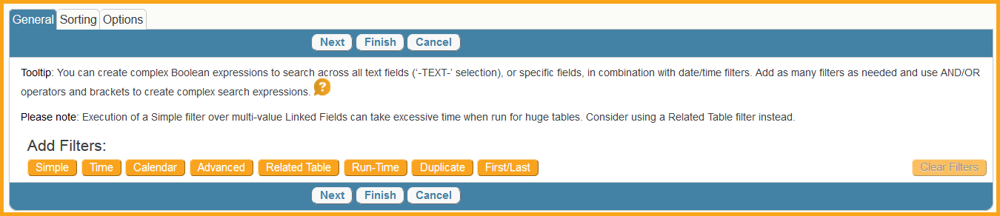 General Sorting Options
Next Finish Cancel
Tooltip: You can create complex Boolean expressions to search across all text fields (‘-TEXT-’ selection), or specific fields, in combination with date/time filters. Add as many filters as needed and use AND/OR
operators and brackets to create complex search expressions. ?
Please note: Execution of a Simple filter over multi-value Linked Fields can take excessive time when run for huge tables. Consider using a Related Table filter instead.
Add Filters:
Simple Time Calendar Advanced Related Table Run-Time Duplicate First/Last Clear Filters
Next Finish Cancel